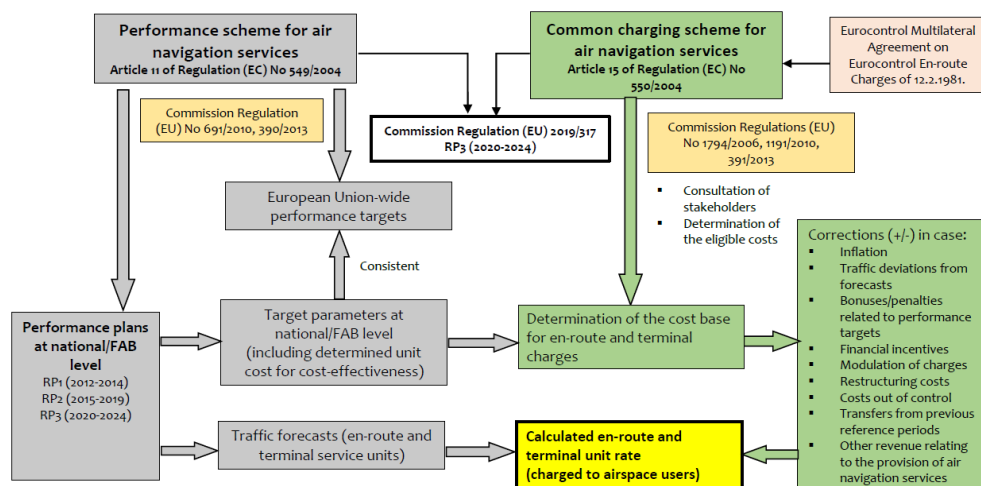 Performance scheme for air
navigation services
Article 11 of Regulation (EC) No 549/2004
Common charging scheme for
air navigation services
Article 15 of Regulation (EC) No
550/2004
Eurocontrol Multilateral
Agreement on
Eurocontrol En-route
Charges of 12.2.1981.
Commission Regulation
(EU) No 691/2010, 390/2013
Commission Regulation (EU) 2019/317
RP3 (2020-2024)
Commission Regulations (EU)
No 1794/2006, 1191/2010,
391/2013
▪ Consultation of
stakeholders
▪ Determination of
the eligible costs
European Union-wide
performance targets
Consistent
Performance plans
at national/FAB
level
RP1 (2012-2014)
RP2 (2015-2019)
RP3 (2020-2024)
Target parameters at
national/FAB level
(including determined unit
cost for cost-effectiveness)
Determination of the cost base
for en-route and terminal
charges
Corrections (+/-) in case:
▪ Inflation
▪ Traffic deviations from
forecasts
▪ Bonuses/penalties
related to performance
targets
▪ Financial incentives
▪ Modulation of charges
▪ Restructuring costs
▪ Costs out of control
▪ Transfers from previous
reference periods
▪ Other revenue relating
to the provision of air
navigation services
Traffic forecasts (en-route and
terminal service units)
Calculated en-route and
terminal unit rate
(charged to airspace users)